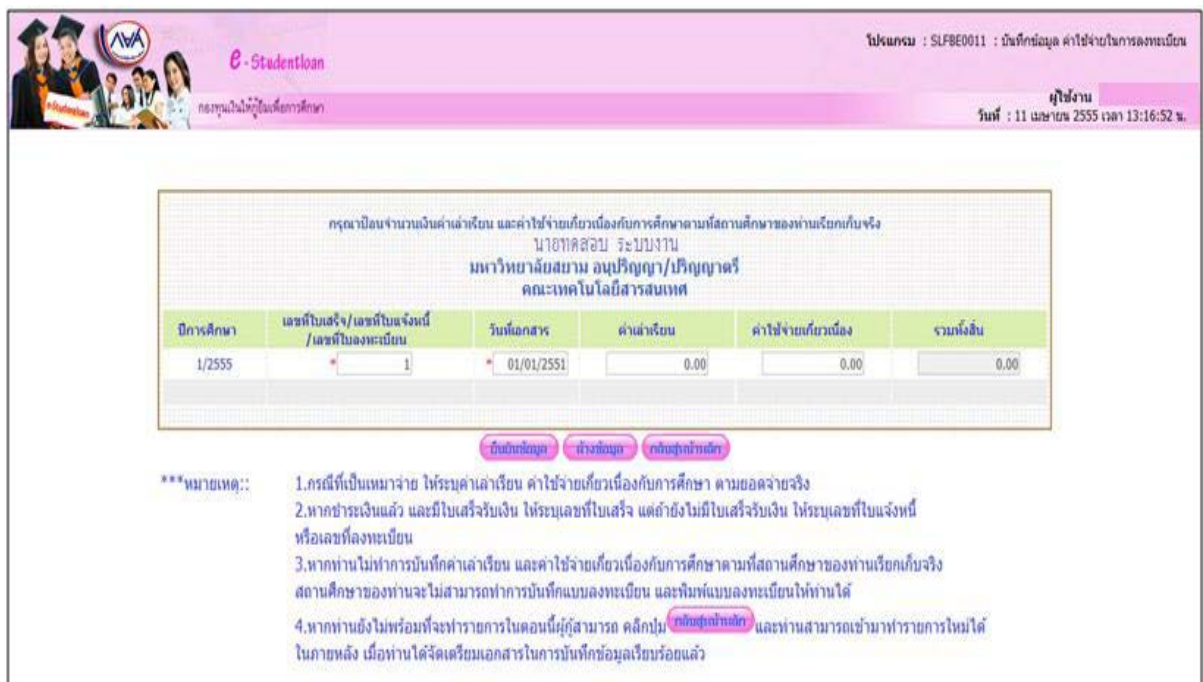 e-Studentloan
กองทุนเงินให้กู้ยืมเพื่อการศึกษา
โปรแกรม : SLFBE0011 : บันทึกข้อมูล ค่าใช้จ่ายในการลงทะเบียน
ผู้ใช้งาน
วันที่ : 11 เมษายน 2555 เวลา 13:16:52 น.
กรุณาป้อนจำนวนเงินค่าเล่าเรียน และค่าใช้จ่ายเกี่ยวเนื่องกับการศึกษาตามที่สถานศึกษาของท่านเรียกเก็บจริง
นายทดสอบ ระบบงาน
มหาวิทยาลัยสยาม อนุปริญญา/ปริญญาตรี
คณะเทคโนโลยีสารสนเทศ
ปีการศึกษา เลขที่ใบเสร็จ/เลขที่ใบแจ้งหนี้ /เลขที่ใบลงทะเบียน วันที่เอกสาร ค่าเล่าเรียน ค่าใช้จ่ายเกี่ยวเนื่อง รวมทั้งสิ้น
1/2555 * 1 * 01/01/2551 0.00 0.00 0.00
ยืนยันข้อมูล ล้างข้อมูล กลับสู่หน้าหลัก
***หมายเหตุ:: 1.กรณีที่เป็นเหมาจ่าย ให้ระบุค่าเล่าเรียน ค่าใช้จ่ายเกี่ยวเนื่องกับการศึกษา ตามยอดจ่ายจริง
2.หากชำระเงินแล้ว และมีใบเสร็จรับเงิน ให้ระบุเลขที่ใบเสร็จ แต่ถ้ายังไม่มีใบเสร็จรับเงิน ให้ระบุเลขที่ใบแจ้งหนี้
หรือเลขที่ลงทะเบียน
3.หากท่านไม่ทำการบันทึกค่าเล่าเรียน และค่าใช้จ่ายเกี่ยวเนื่องกับการศึกษาตามที่สถานศึกษาของท่านเรียกเก็บจริง
สถานศึกษาของท่านจะไม่สามารถทำการบันทึกแบบลงทะเบียน และพิมพ์แบบลงทะเบียนให้ท่านได้
4.หากท่านยังไม่พร้อมที่จะทำรายการในตอนนี้ผู้กู้สามารถ คลิกปุ่ม กลับสู่หน้าหลัก และท่านสามารถเข้ามาทำรายการใหม่ได้
ในภายหลัง เมื่อท่านได้จัดเตรียมเอกสารในการบันทึกข้อมูลเรียบร้อยแล้ว